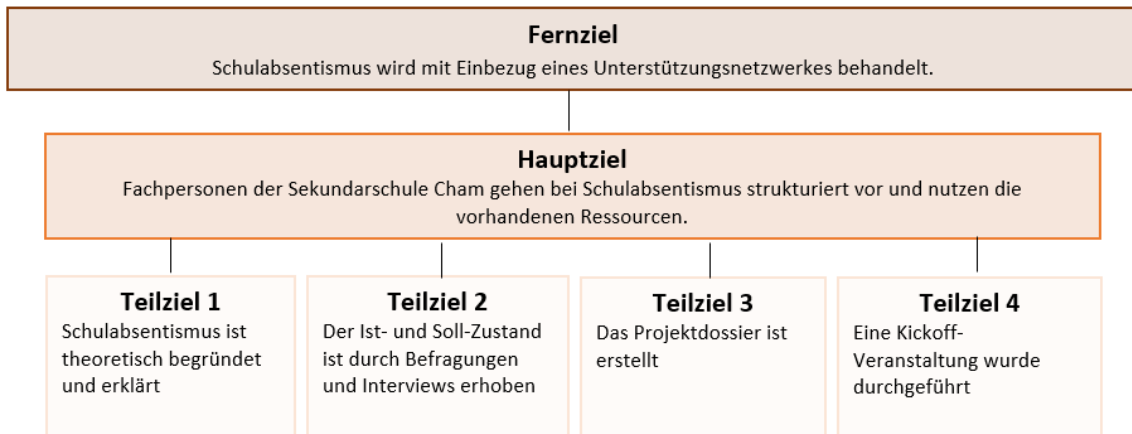 Fernziel
Schulabsentismus wird mit Einbezug eines Unterstützungsnetzwerkes behandelt.
Hauptziel
Fachpersonen der Sekundarschule Cham gehen bei Schulabsentismus strukturiert vor und nutzen die
vorhandenen Ressourcen.
Teilziel 1
Schulabsentismus ist
theoretisch begründet
und erklärt
Teilziel 2
Der Ist- und Soll-Zustand
ist durch Befragungen
und Interviews erhoben
Teilziel 3
Das Projektdossier ist
erstellt
Teilziel 4
Eine Kickoff-
Veranstaltung wurde
durchgeführt